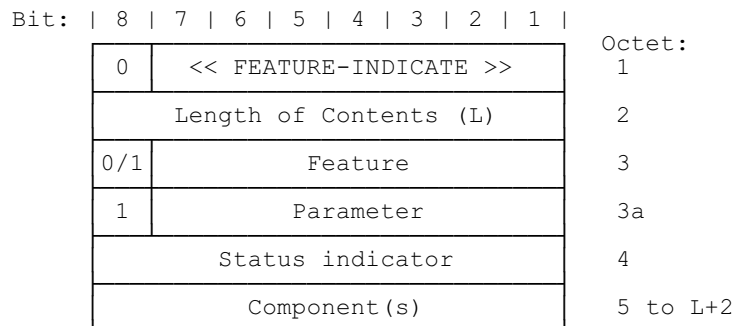 Bit: | 8 | 7 | 6 | 5 | 4 | 3 | 2 | 1 |
Octet:
0 << FEATURE-INDICATE >> 1
Length of Contents (L) 2
0/1 Feature 3
1 Parameter 3a
Status indicator 4
Component(s) 5 to L+2